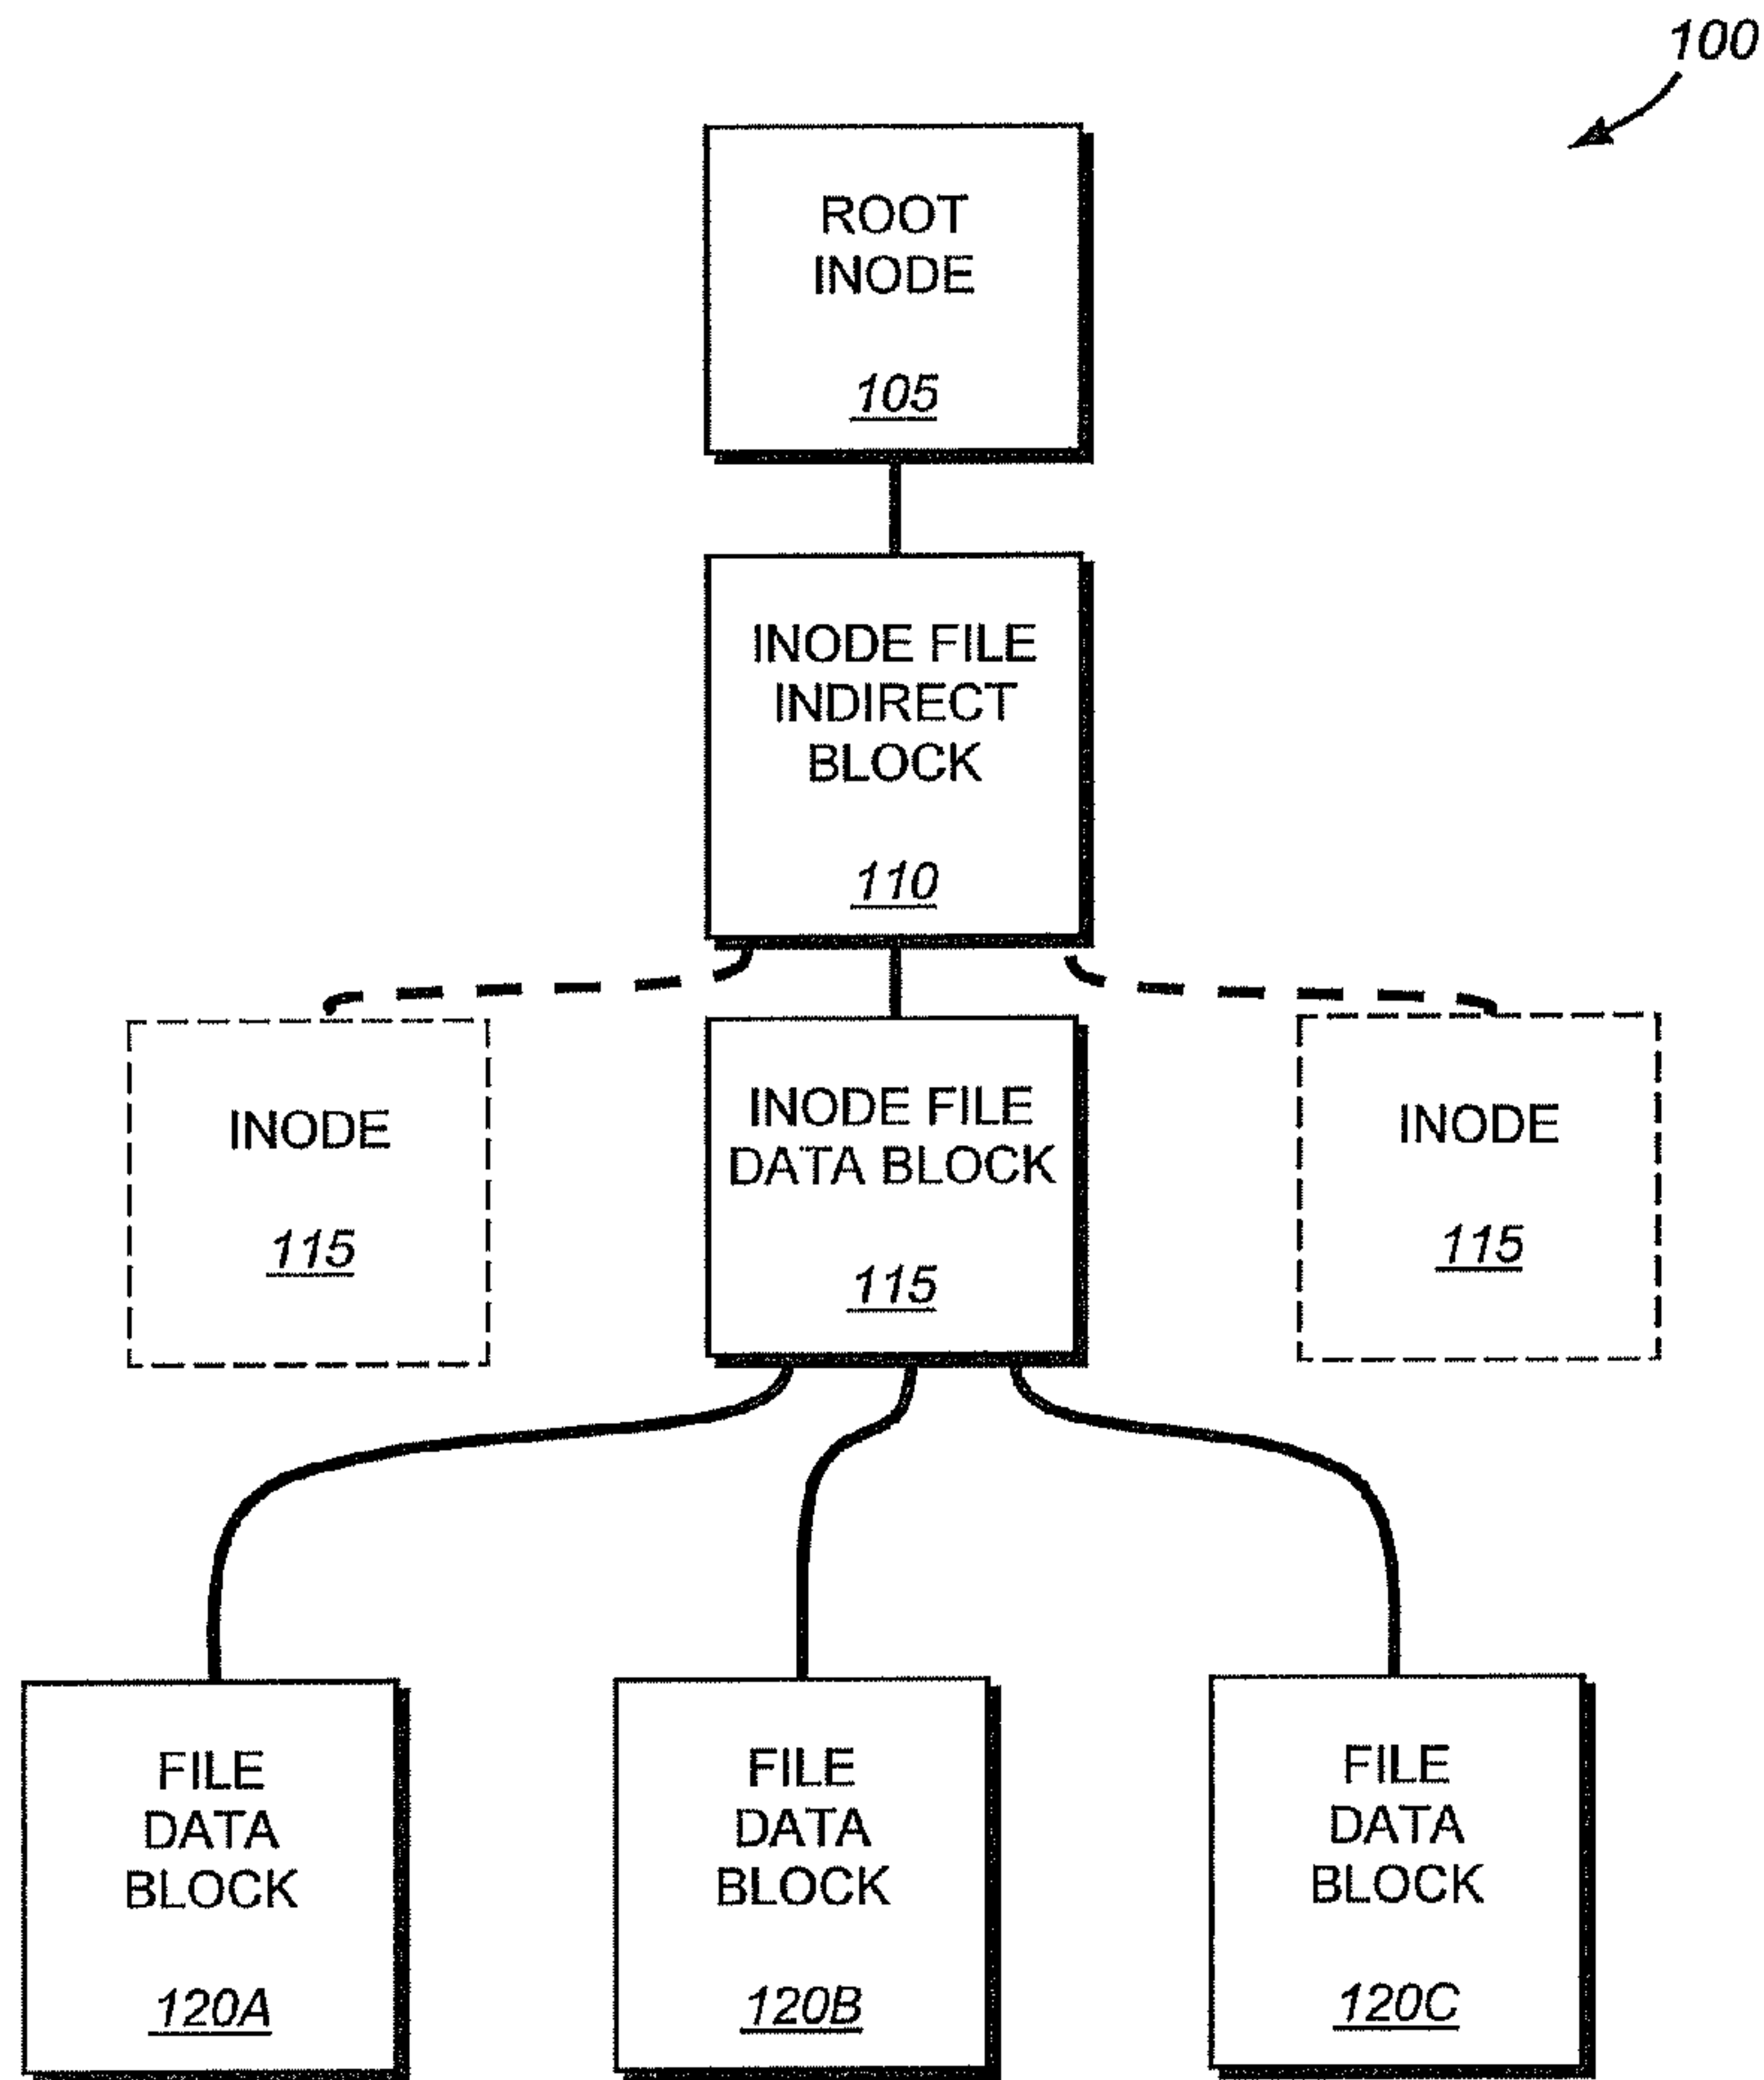 100
ROOT
INODE
105
INODE FILE
INDIRECT
BLOCK
110
INODE
115
INODE FILE
DATA BLOCK
115
INODE
115
FILE
DATA
BLOCK
120A
FILE
DATA
BLOCK
120B
FILE
DATA
BLOCK
120C